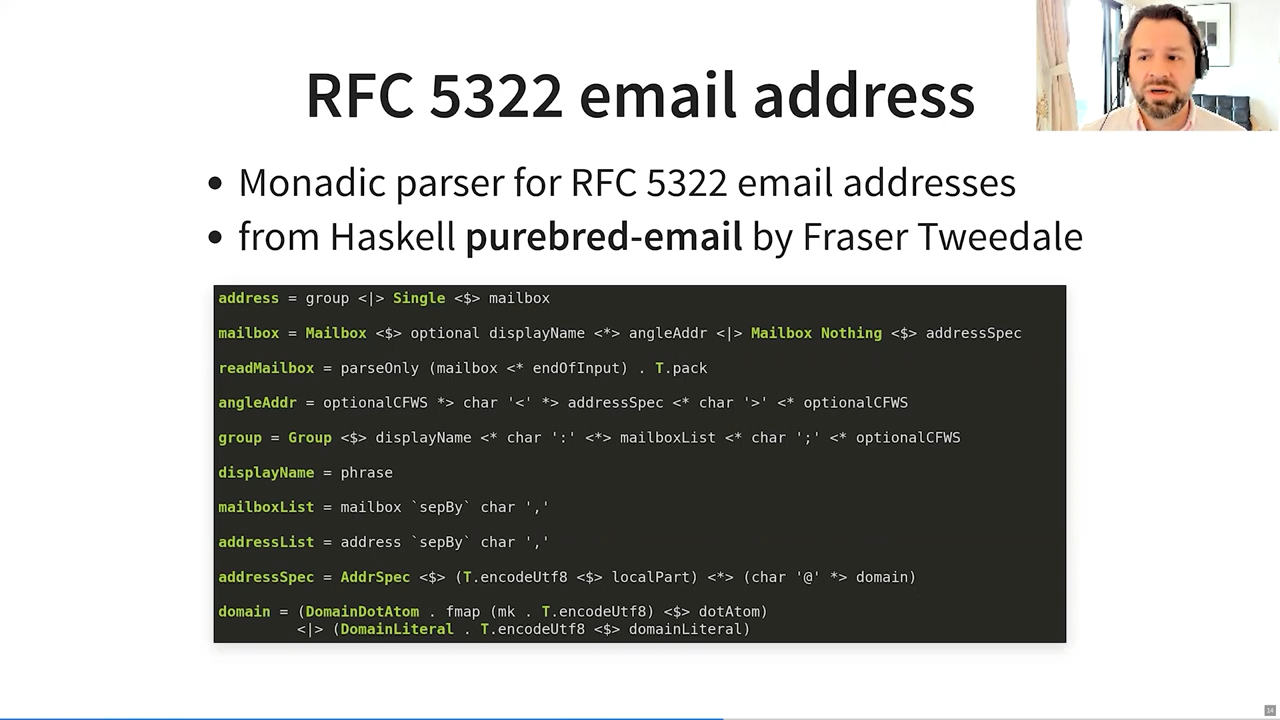 RFC 5322 email address
• Monadic parser for RFC 5322 email addresses
• from Haskell purebred-email by Fraser Tweedale
address = group <|> Single <$> mailbox
mailbox = Mailbox <$> optional displayName <*> angleAddr <|> Mailbox Nothing <$> addressSpec
readMailbox = parseOnly (mailbox <* endOfInput) . T.pack
angleAddr = optionalCFWS *> char '<' *> addressSpec <* char '>' <* optionalCFWS
group = Group <$> displayName <* char ':' <*> mailboxList <* char ';' <* optionalCFWS
displayName = phrase
mailboxList = mailbox `sepBy` char ','
addressList = address `sepBy` char ','
addressSpec = AddrSpec <$> (T.encodeUtf8 <$> localPart) <*> (char '@' *> domain)
domain = (DomainDotAtom . fmap (mk . T.encodeUtf8) <$> dotAtom)
<|> (DomainLiteral . T.encodeUtf8 <$> domainLiteral)
14